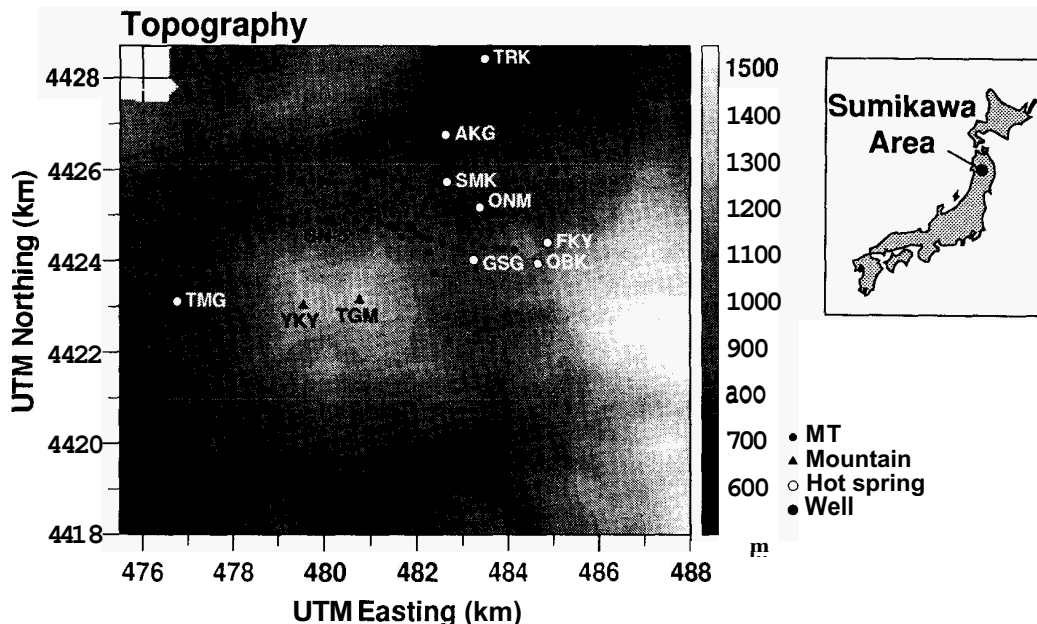 Topography
UTM Northing (km)
4428
4426
4424
4422
4420
4418
476
478
480
482
484
486
488
UTM Easting (km)
TRK
AKG
SMK
ONM
FKY
GSG
OBK
TMG
YKY
TGM
1500
1400
1300
1200
1100
1000
900
800
700
600
m
Sumikawa
Area
MT
Mountain
Hot spring
Well